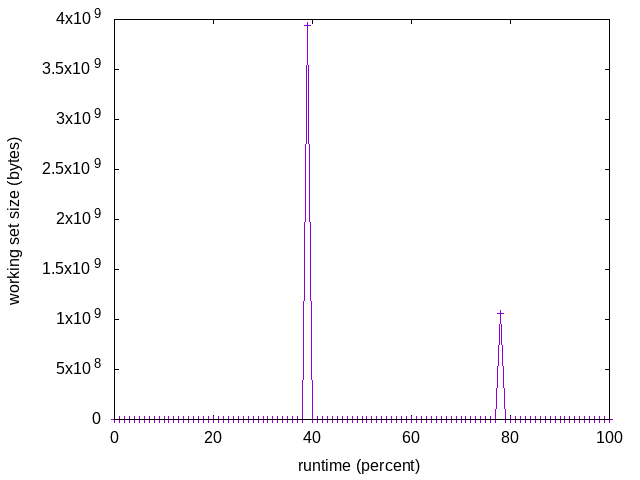 4x10^9
3.5x10^9
3x10^9
2.5x10^9
2x10^9
1.5x10^9
1x10^9
5x10^8
0
0 20 40 60 80 100
working set size (bytes)
runtime (percent)